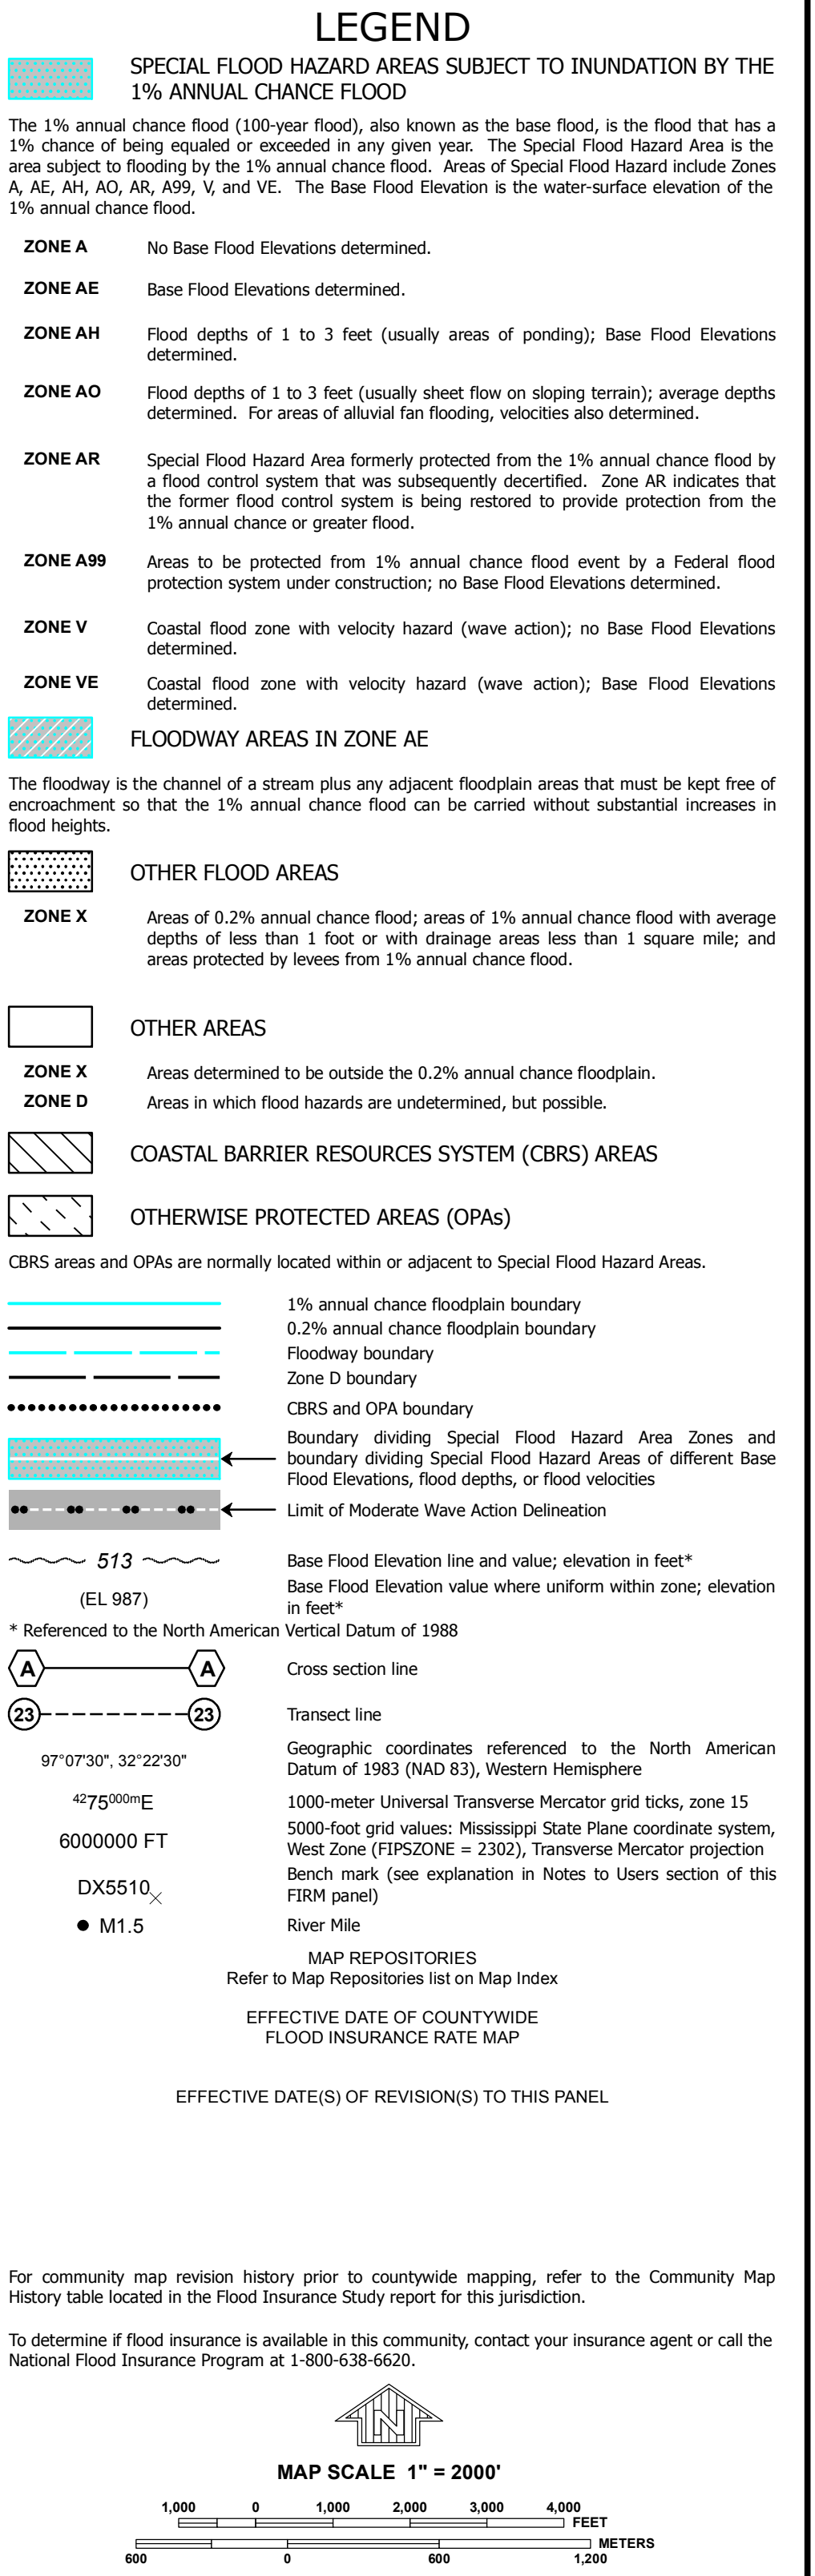 LEGEND
SPECIAL FLOOD HAZARD AREAS SUBJECT TO INUNDATION BY THE
1% ANNUAL CHANCE FLOOD
The 1% annual chance flood (100-year flood), also known as the base flood, is the flood that has a
1% chance of being equaled or exceeded in any given year. The Special Flood Hazard Area is the
area subject to flooding by the 1% annual chance flood. Areas of Special Flood Hazard include Zones
A, AE, AH, AO, AR, A99, V, and VE. The Base Flood Elevation is the water-surface elevation of the
1% annual chance flood.
ZONE A No Base Flood Elevations determined.
ZONE AE Base Flood Elevations determined.
ZONE AH Flood depths of 1 to 3 feet (usually areas of ponding); Base Flood Elevations
determined.
ZONE AO Flood depths of 1 to 3 feet (usually sheet flow on sloping terrain); average depths
determined. For areas of alluvial fan flooding, velocities also determined.
ZONE AR Special Flood Hazard Area formerly protected from the 1% annual chance flood by
a flood control system that was subsequently decertified. Zone AR indicates that
the former flood control system is being restored to provide protection from the
1% annual chance or greater flood.
ZONE A99 Areas to be protected from 1% annual chance flood event by a Federal flood
protection system under construction; no Base Flood Elevations determined.
ZONE V Coastal flood zone with velocity hazard (wave action); no Base Flood Elevations
determined.
ZONE VE Coastal flood zone with velocity hazard (wave action); Base Flood Elevations
determined.
FLOODWAY AREAS IN ZONE AE
The floodway is the channel of a stream plus any adjacent floodplain areas that must be kept free of
encroachment so that the 1% annual chance flood can be carried without substantial increases in
flood heights.
OTHER FLOOD AREAS
ZONE X Areas of 0.2% annual chance flood; areas of 1% annual chance flood with average
depths of less than 1 foot or with drainage areas less than 1 square mile; and
areas protected by levees from 1% annual chance flood.
OTHER AREAS
ZONE X Areas determined to be outside the 0.2% annual chance floodplain.
ZONE D Areas in which flood hazards are undetermined, but possible.
COASTAL BARRIER RESOURCES SYSTEM (CBRS) AREAS
OTHERWISE PROTECTED AREAS (OPAs)
CBRS areas and OPAs are normally located within or adjacent to Special Flood Hazard Areas.
1% annual chance floodplain boundary
0.2% annual chance floodplain boundary
Floodway boundary
Zone D boundary
CBRS and OPA boundary
Boundary dividing Special Flood Hazard Area Zones and
boundary dividing Special Flood Hazard Areas of different Base
Flood Elevations, flood depths, or flood velocities
Limit of Moderate Wave Action Delineation
513 Base Flood Elevation line and value; elevation in feet*
(EL 987) Base Flood Elevation value where uniform within zone; elevation
in feet*
* Referenced to the North American Vertical Datum of 1988
A A Cross section line
23 23 Transect line
97°07'30", 32°22'30" Geographic coordinates referenced to the North American
Datum of 1983 (NAD 83), Western Hemisphere
4275000mE 1000-meter Universal Transverse Mercator grid ticks, zone 15
6000000 FT 5000-foot grid values: Mississippi State Plane coordinate system,
West Zone (FIPSZONE = 2302), Transverse Mercator projection
DX5510 Bench mark (see explanation in Notes to Users section of this
FIRM panel)
M1.5 River Mile
MAP REPOSITORIES
Refer to Map Repositories list on Map Index
EFFECTIVE DATE OF COUNTYWIDE
FLOOD INSURANCE RATE MAP
EFFECTIVE DATE(S) OF REVISION(S) TO THIS PANEL
For community map revision history prior to countywide mapping, refer to the Community Map
History table located in the Flood Insurance Study report for this jurisdiction.
To determine if flood insurance is available in this community, contact your insurance agent or call the
National Flood Insurance Program at 1-800-638-6620.
N
MAP SCALE 1" = 2000'
1,000 0 1,000 2,000 3,000 4,000
FEET
METERS
600 0 600 1,200